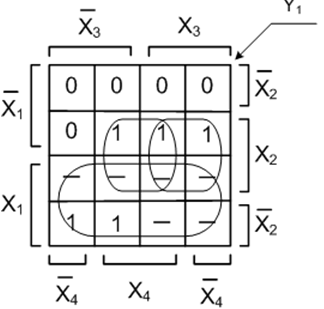 X̅₃ X₃ Y₁
X̅₁ 0 0 0 0 X̅₂
0 1 1 1 X₂
X₁ – – – –
1 1 – – X̅₂
X̅₄ X₄ X̅₄